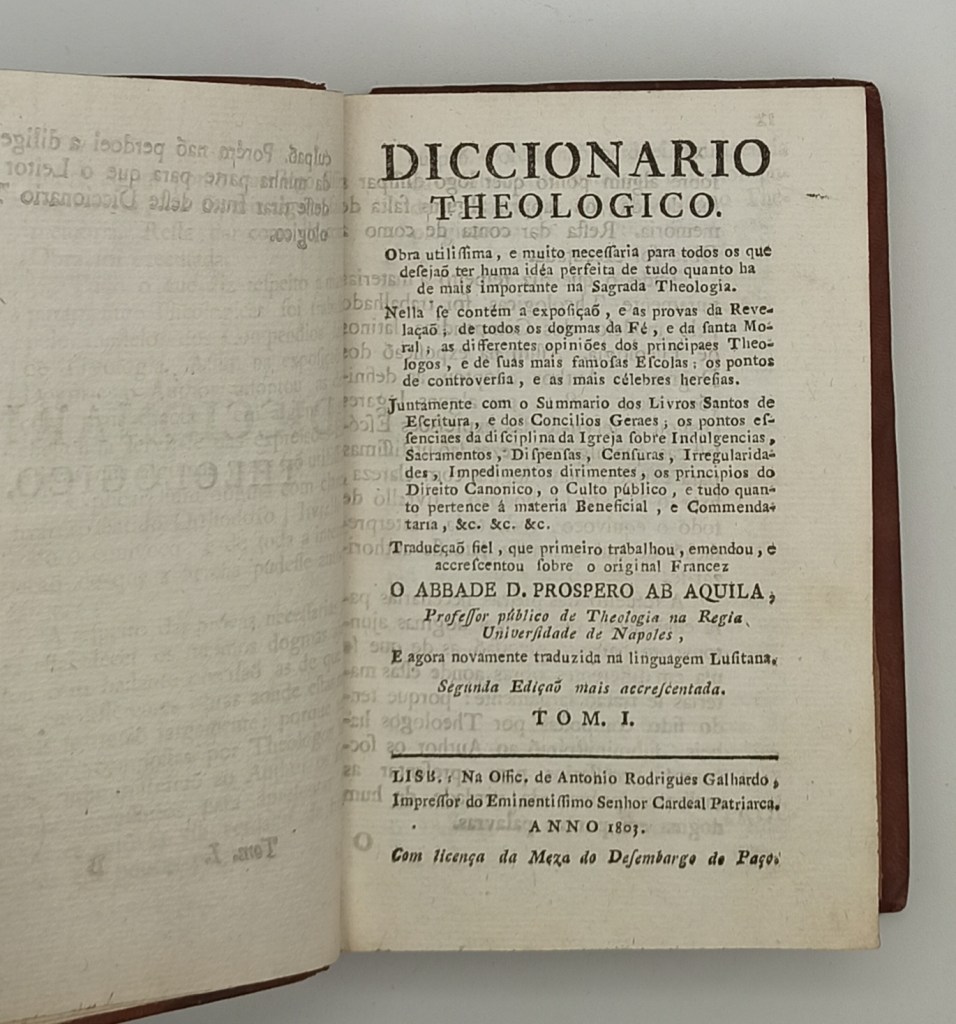 DICCIONARIO
THEOLOGICO.
Obra utiliſſima, e muito neceſſaria para todos os que
deſejaõ ter huma idéa perfeita de tudo quanto ha
de mais importante na Sagrada Theologia.
Nella ſe contém a expoſiçaõ, e as provas da Reve-
laçaõ; de todos os dogmas da Fé, e da ſanta Mo-
ral; as differentes opiniões dos principaes Theo-
logos, e de ſuas mais famoſas Eſcolas; os pontos
de controverſia, e as mais célebres hereſias.
Juntamente com o Summario dos Livros Santos de
Eſcritura, e dos Concilios Geraes; os pontos eſ-
ſenciaes da diſciplina da Igreja ſobre Indulgencias,
Sacramentos, Diſpenſas, Cenſuras, Irregularida-
des, Impedimentos dirimentes, os principios do
Direito Canonico, o Culto público, e tudo quan-
to pertence á materia Beneficial, e Commenda-
taria, &c. &c. &c.
Traducçaõ fiel, que primeiro trabalhou, emendou, e
accreſcentou ſobre o original Francez
O ABBADE D. PROSPERO AB AQUILA,
Profeſſor público de Theologia na Regia
Univerſidade de Napoles,
E agora novamente traduzida na linguagem Luſitana.
Segunda Ediçaõ mais accreſcentada.
TOM. I.
LISB.: Na Offic. de Antonio Rodrigues Galhardo,
Impreſſor do Eminentiſſimo Senhor Cardeal Patriarca.
ANNO 1803.
Com licença da Meza do Deſembargo do Paço.